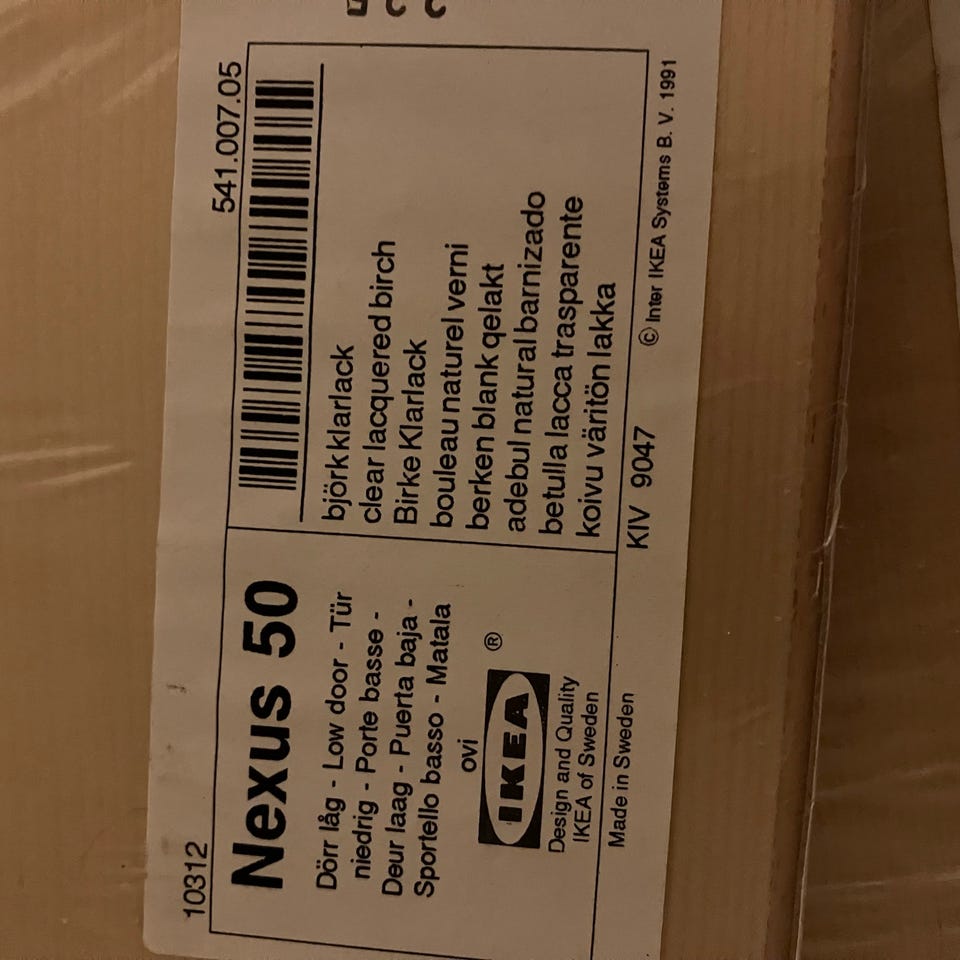 10312
541.007.05
Nexus 50
Dörr låg - Low door - Tür
niedrig - Porte basse -
Deur laag - Puerta baja -
Sportello basso - Matala
ovi
IKEA ®
Design and Quality
IKEA of Sweden
björk klarlack
clear lacquered birch
Birke Klarlack
bouleau naturel verni
berken blank qelakt
adebul natural barnizado
betulla lacca trasparente
koivu väritön lakka
Made in Sweden
KIV 9047
© Inter IKEA Systems B. V. 1991